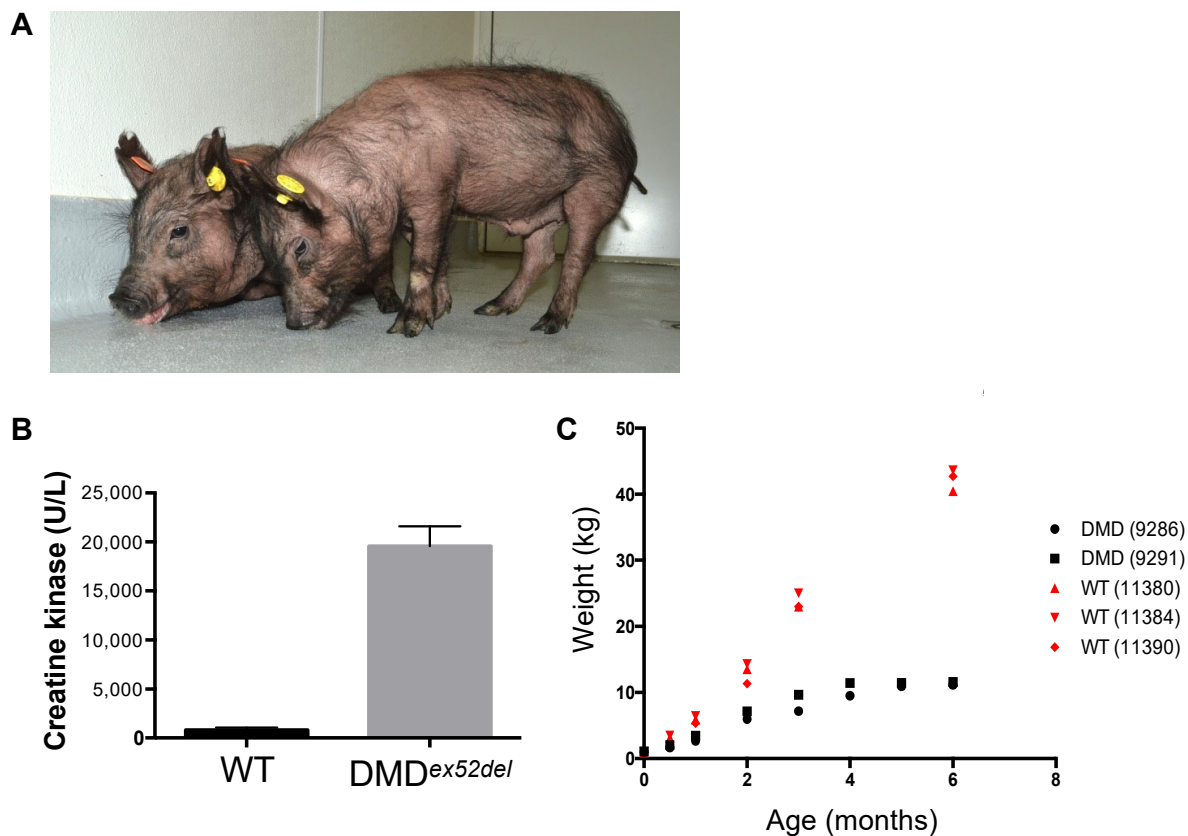 A
B
Creatine kinase (U/L)
25,000
20,000
15,000
10,000
5,000
0
WT
DMDex52del
C
Weight (kg)
50
40
30
20
10
0
0 2 4 6 8
Age (months)
DMD (9286)
DMD (9291)
WT (11380)
WT (11384)
WT (11390)